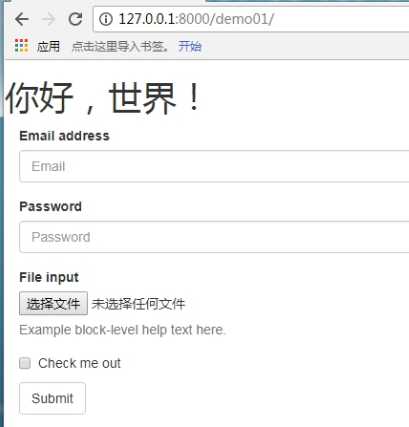 127.0.0.1:8000/demo01/
应用 点击这里导入书签。 开始
你好，世界！
Email address
Email
Password
Password
File input
选择文件 未选择任何文件
Example block-level help text here.
Check me out
Submit